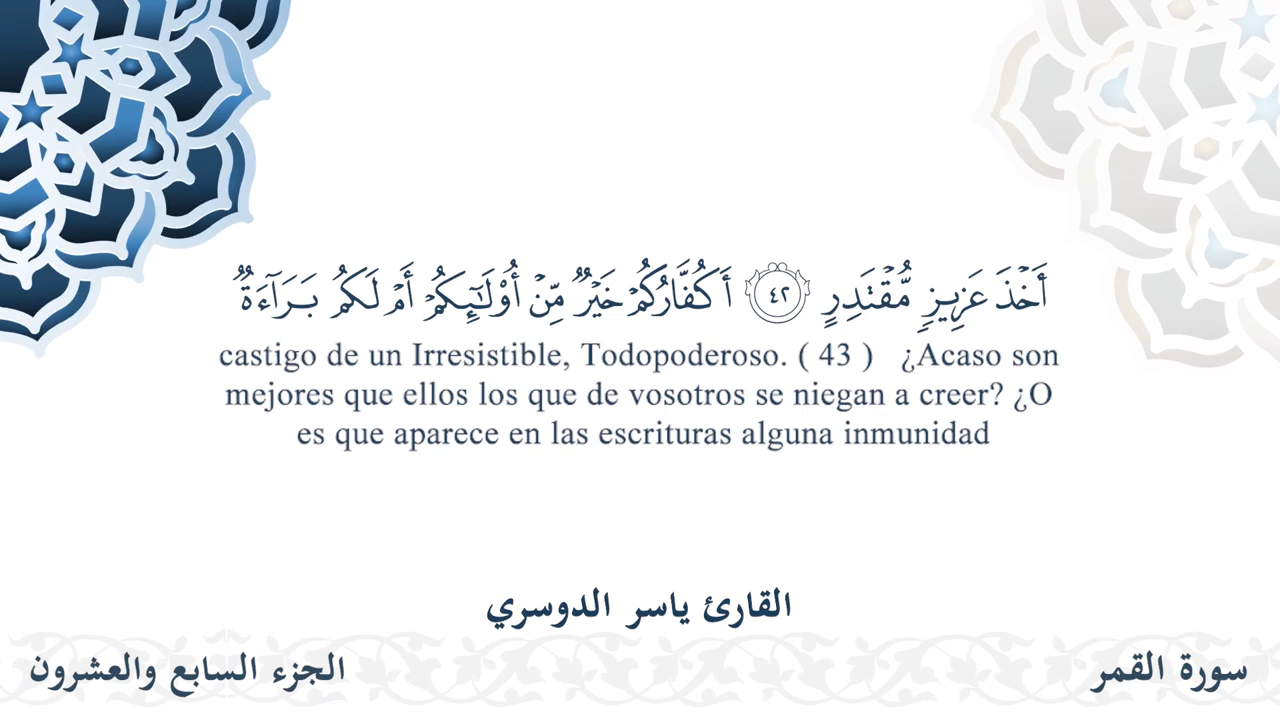 أَخْذَ عَزِيزٍ مُّقْتَدِرٍ ٤٢ أَكُفَّارُكُمْ خَيْرٌ مِّنْ أُو۟لَٰٓئِكُمْ أَمْ لَكُم بَرَآءَةٌ
castigo de un Irresistible, Todopoderoso. ( 43 ) ¿Acaso son
mejores que ellos los que de vosotros se niegan a creer? ¿O
es que aparece en las escrituras alguna inmunidad
القارئ ياسر الدوسري
سورة القمر
الجزء السابع والعشرون